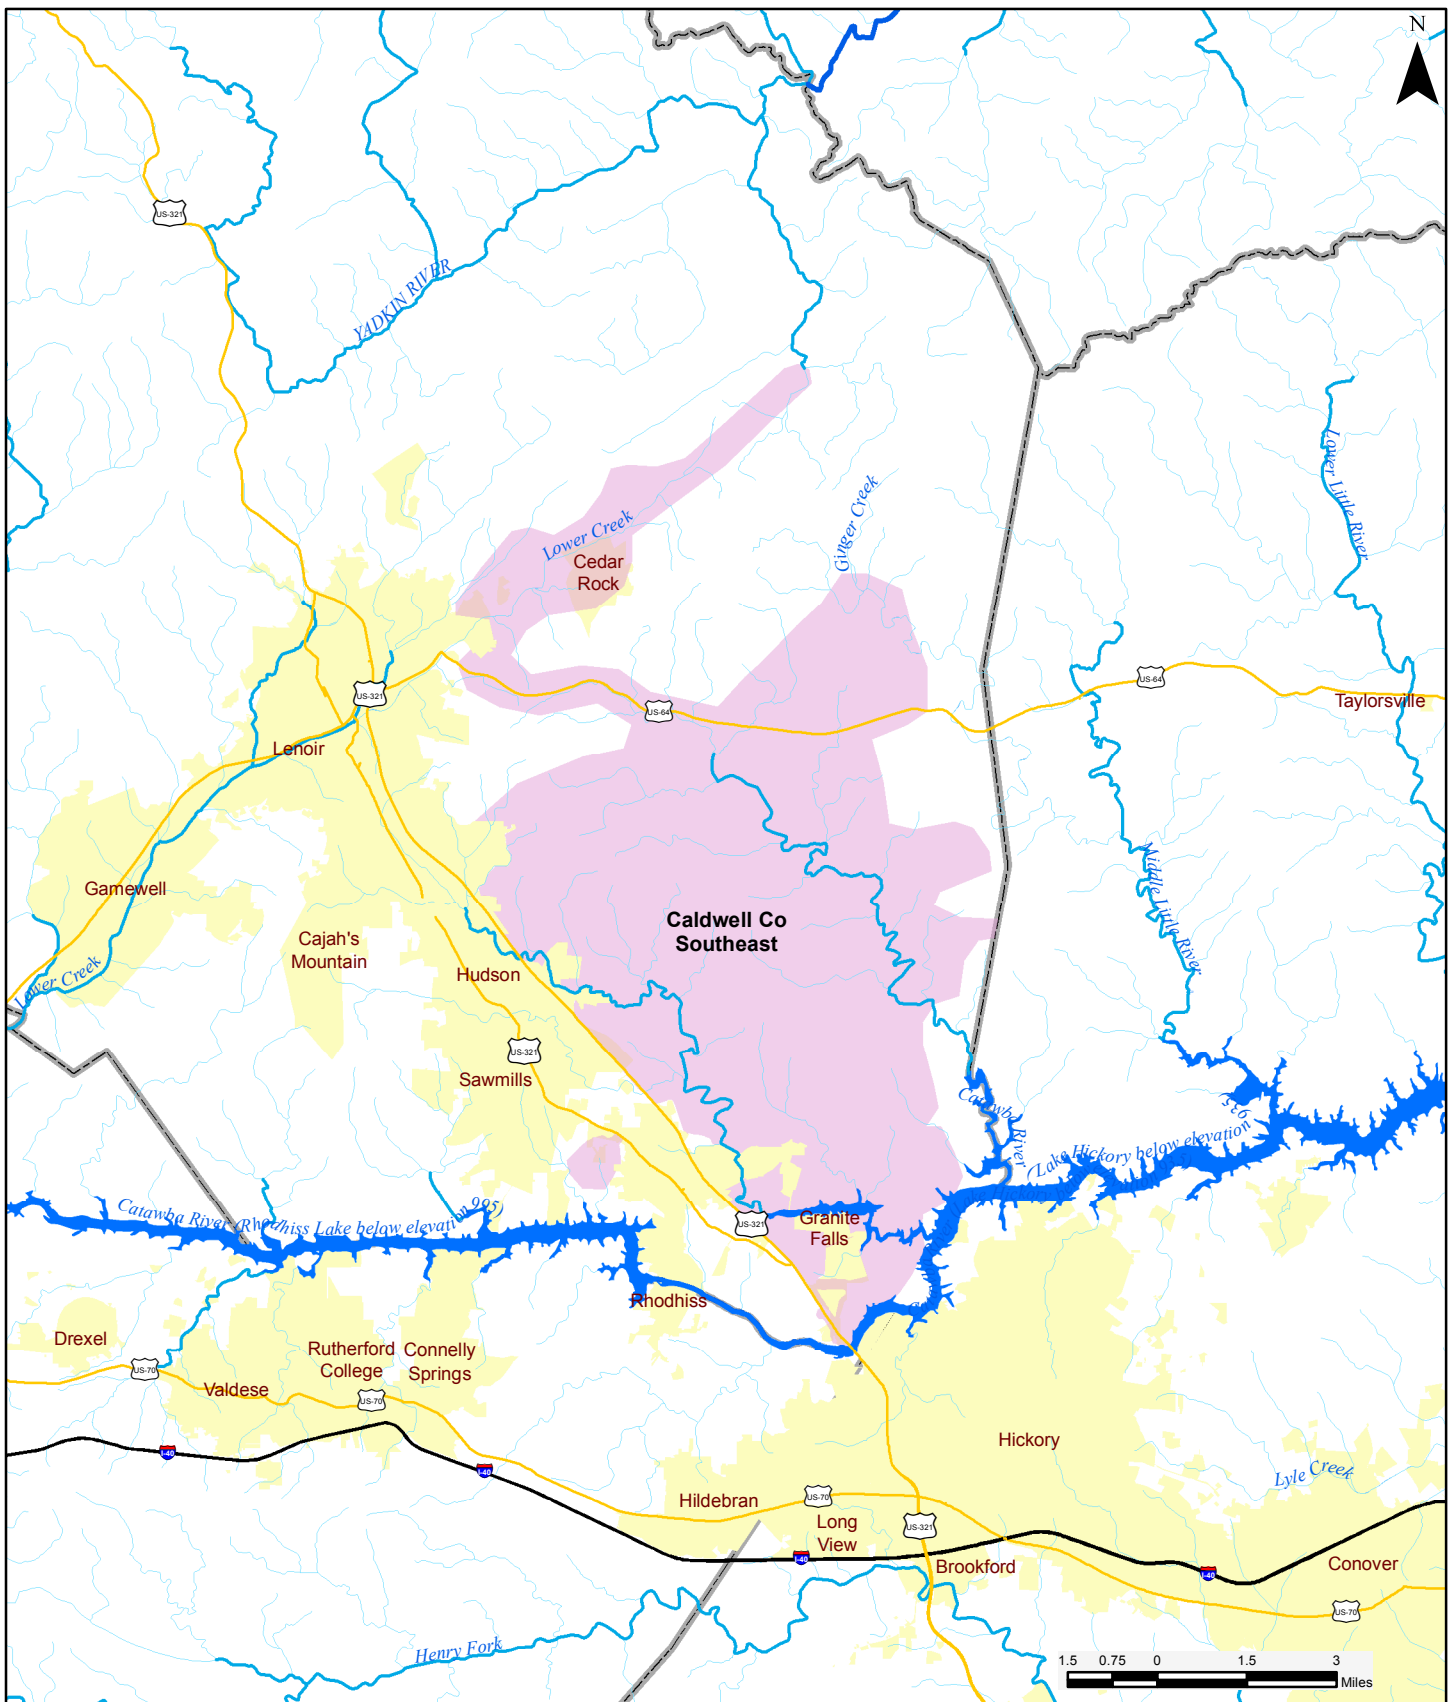 N
US-321
YADKIN RIVER
Lower Little River
Ginger Creek
Lower Creek
Cedar
Rock
US-64
US-321
Taylorsville
US-64
Lenoir
Middle Little River
Gamewell
Caldwell Co
Southeast
Cajah's
Mountain
Hudson
Lower Creek
US-321
Sawmills
Catawba River
(Lake Hickory below elevation
935)
Catawba River (Rhodhiss Lake below elevation 995)
US-321
Granite
Falls
Rhodhiss
Drexel
Rutherford
College
Connelly
Springs
US-70
Valdese
US-70
I-40
I-40
Hickory
Lyle Creek
Hildebran
US-70
Long
View
US-321
I-40
Brookford
I-40
Conover
US-70
Henry Fork
1.5 0.75 0 1.5 3
Miles